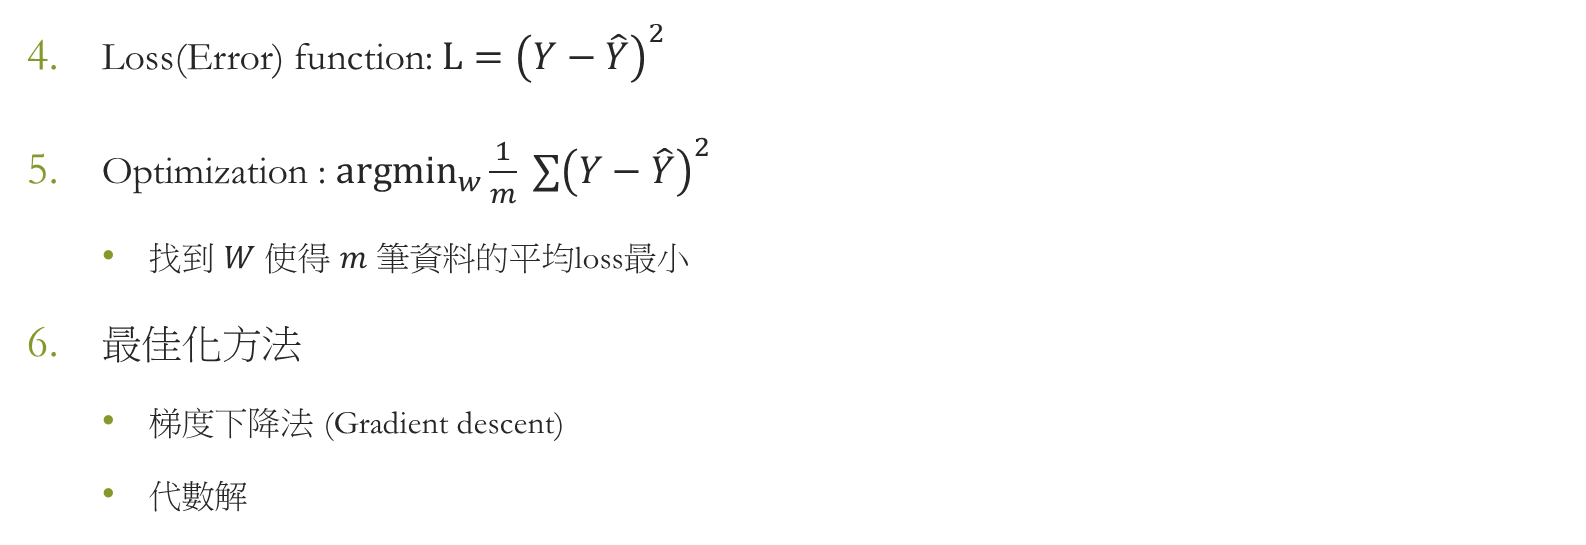 4. Loss(Error) function: L = (Y − Ŷ)²
5. Optimization : argmin_w 1/m ∑(Y − Ŷ)²
• 找到 W 使得 m 筆資料的平均loss最小
6. 最佳化方法
• 梯度下降法 (Gradient descent)
• 代數解